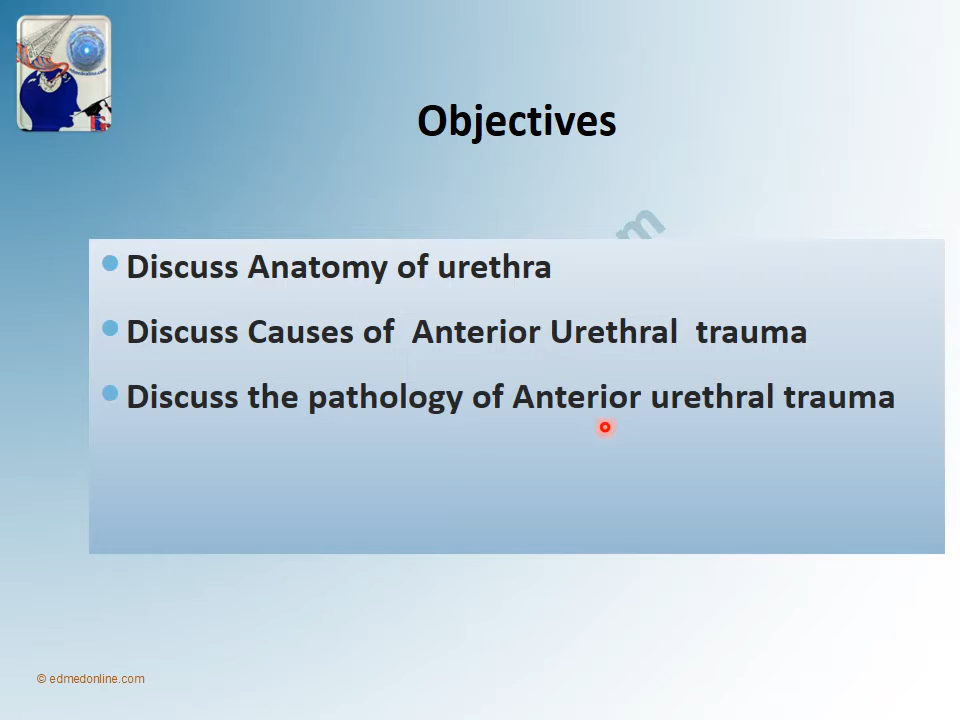 Objectives
Discuss Anatomy of urethra
Discuss Causes of Anterior Urethral trauma
Discuss the pathology of Anterior urethral trauma
© edmedonline.com